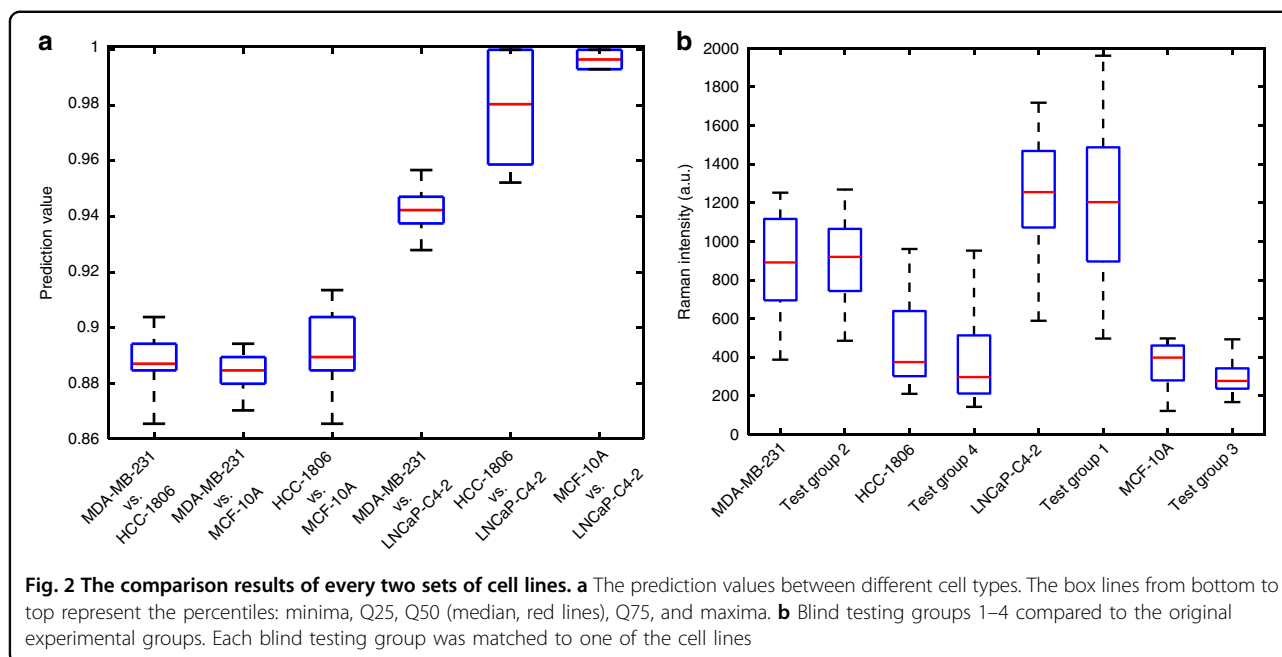 a
1
0.98
0.96
0.94
0.92
0.9
0.88
0.86
Prediction value
MDA-MB-231
vs.
HCC-1806
MDA-MB-231
vs.
MCF-10A
HCC-1806
vs.
MCF-10A
MDA-MB-231
vs.
LNCaP-C4-2
HCC-1806
vs.
LNCaP-C4-2
MCF-10A
vs.
LNCaP-C4-2
b
2000
1800
1600
1400
1200
1000
800
600
400
200
0
Raman intensity (a.u.)
MDA-MB-231
Test group 2
HCC-1806
Test group 4
LNCaP-C4-2
Test group 1
MCF-10A
Test group 3
Fig. 2 The comparison results of every two sets of cell lines. a The prediction values between different cell types. The box lines from bottom to
top represent the percentiles: minima, Q25, Q50 (median, red lines), Q75, and maxima. b Blind testing groups 1–4 compared to the original
experimental groups. Each blind testing group was matched to one of the cell lines